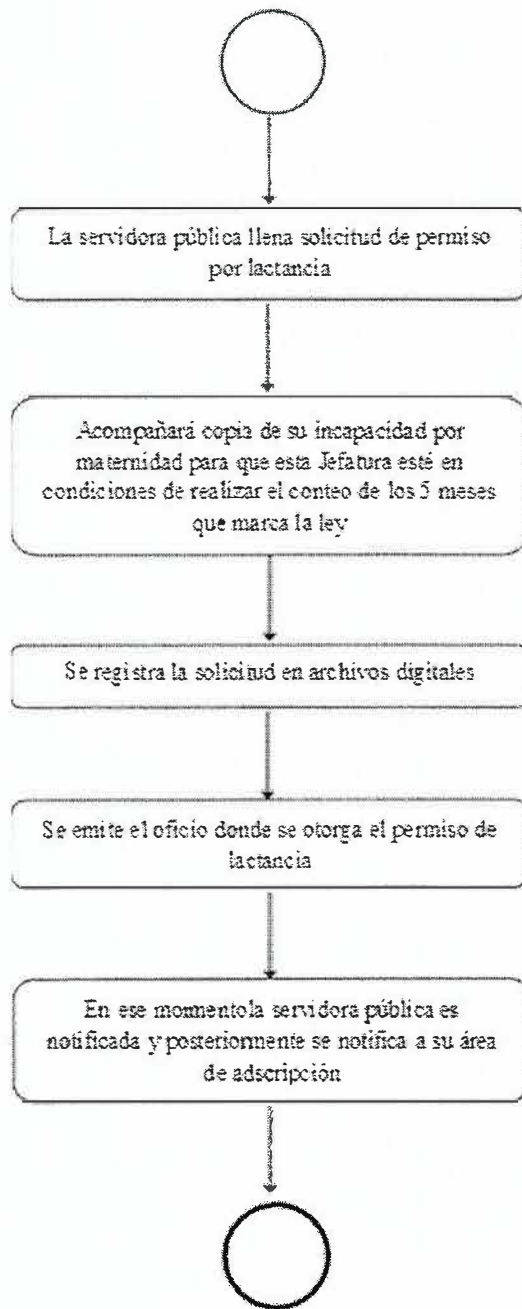 La servidora pública llena solicitud de permiso
por lactancia
Acompañará copia de su incapacidad por
maternidad para que esta Jefatura esté en
condiciones de realizar el conteo de los 5 meses
que marca la ley
Se registra la solicitud en archivos digitales
Se emite el oficio donde se otorga el permiso de
lactancia
En ese momentola servidora pública es
notificada y posteriormente se notifica a su área
de adscripción